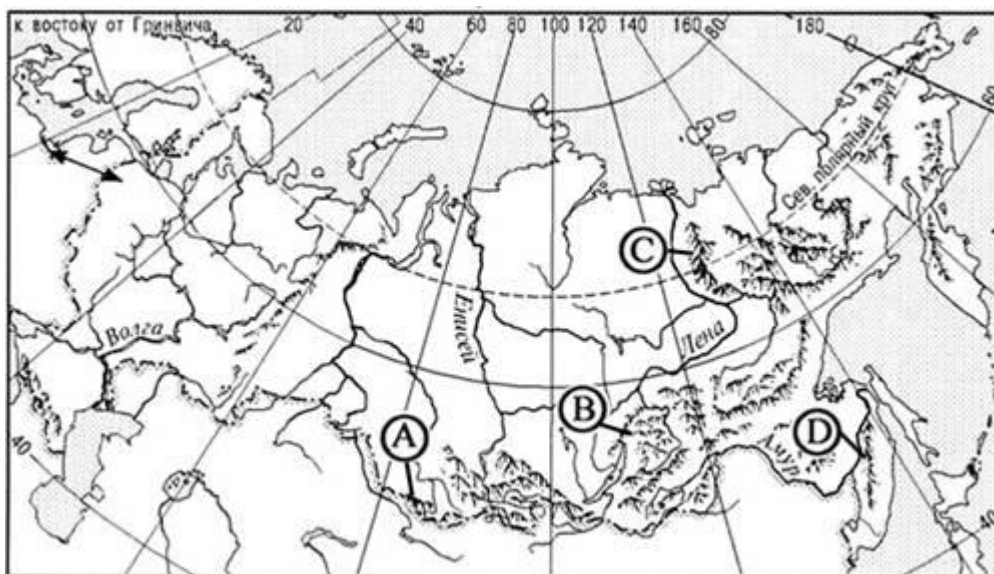 к востоку от Гринвича 20 40 60 80 100 120 140 160 80 180
60
Сев. полярный круг
C
Волга
Енисей
Лена
A
B
D
Амур
40
40